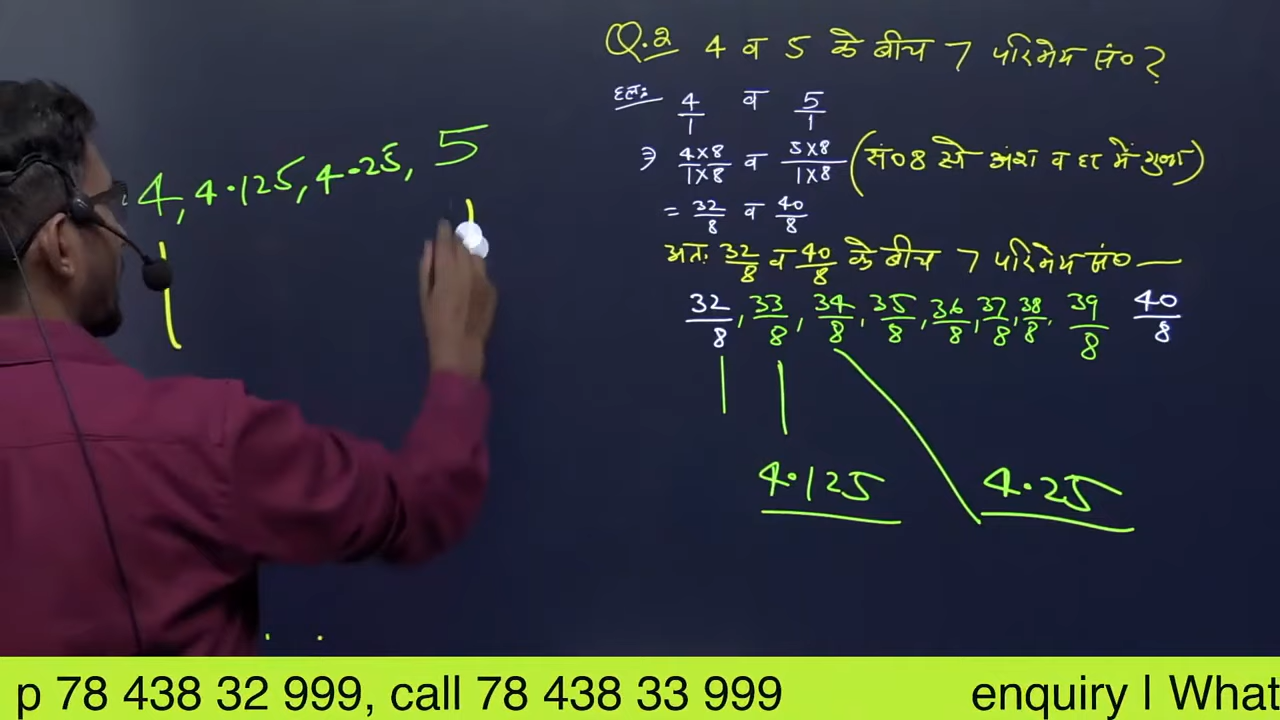 Q.2 4 व 5 के बीच 7 परिमेय सं० ?
हल: 4/1 व 5/1
∋ 4×8/1×8 व 5×8/1×8 (सं० 8 से अंश व हर में गुणा)
= 32/8 व 40/8
अतः 32/8 व 40/8 के बीच 7 परिमेय सं० —
32/8, 33/8, 34/8, 35/8, 36/8, 37/8, 38/8, 39/8 40/8
4.125 4.25
4, 4.125, 4.25, 5
p 78 438 32 999, call 78 438 33 999 enquiry | What